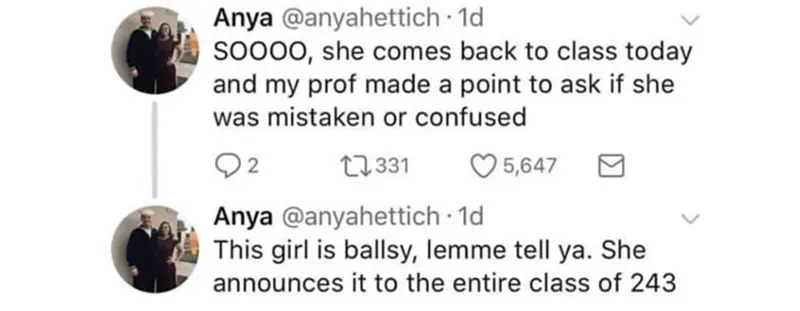 Anya @anyahettich · 1d
SOOOO, she comes back to class today
and my prof made a point to ask if she
was mistaken or confused
2 331 5,647
Anya @anyahettich · 1d
This girl is ballsy, lemme tell ya. She
announces it to the entire class of 243